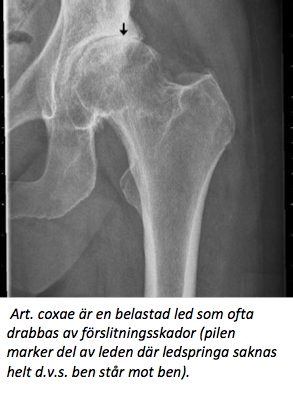 Art. coxae är en belastad led som ofta
drabbas av förslitningsskador (pilen
marker del av leden där ledspringa saknas
helt d.v.s. ben står mot ben).